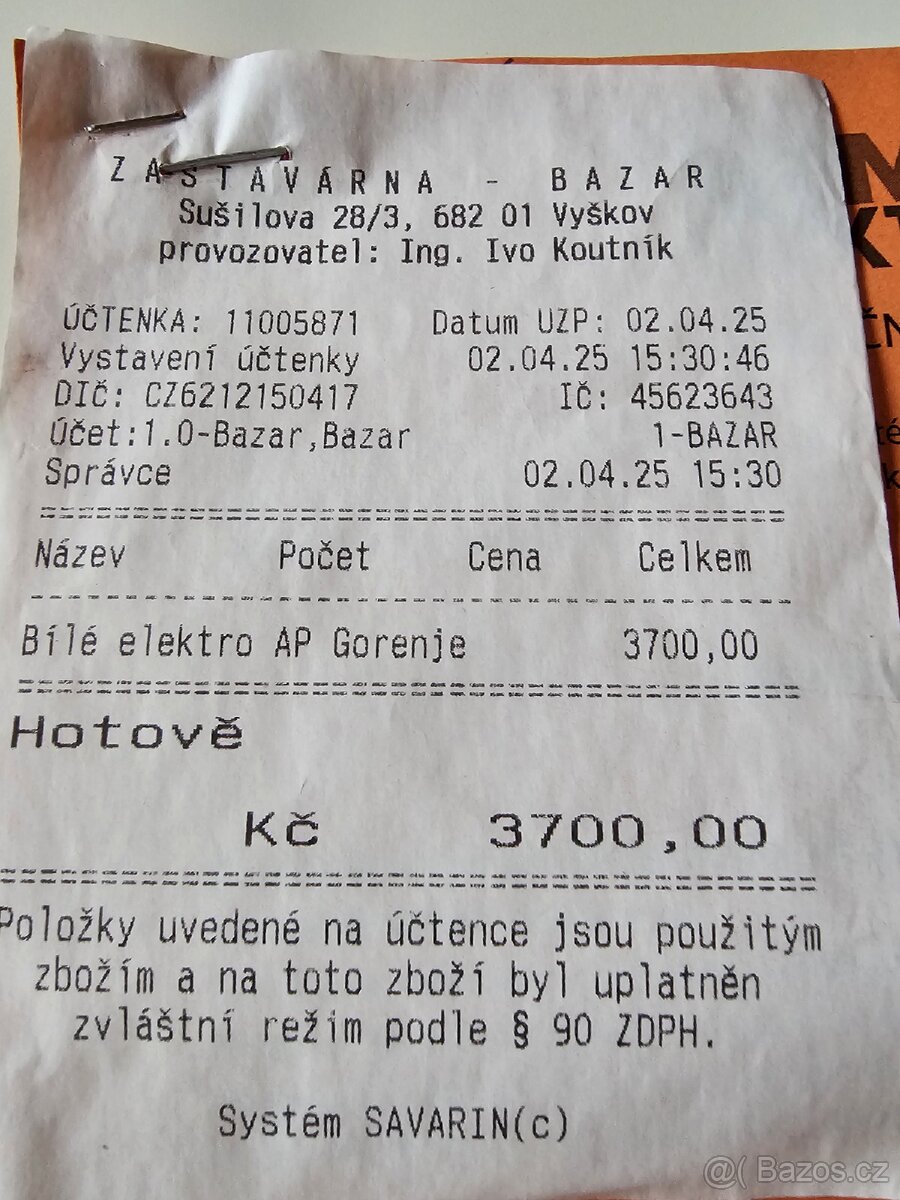 ZASTAVÁRNA - BAZAR
Sušilova 28/3, 682 01 Vyškov
provozovatel: Ing. Ivo Koutník
ÚČTENKA: 11005871 Datum UZP: 02.04.25
Vystavení účtenky 02.04.25 15:30:46
DIČ: CZ6212150417 IČ: 45623643
Účet:1.0-Bazar,Bazar 1-BAZAR
Správce 02.04.25 15:30
Název Počet Cena Celkem
Bílé elektro AP Gorenje 3700,00
Hotově
Kč 3700,00
Položky uvedené na účtence jsou použitým
zbožím a na toto zboží byl uplatněn
zvláštní režim podle § 90 ZDPH.
Systém SAVARIN(c)
@( Bazos.cz